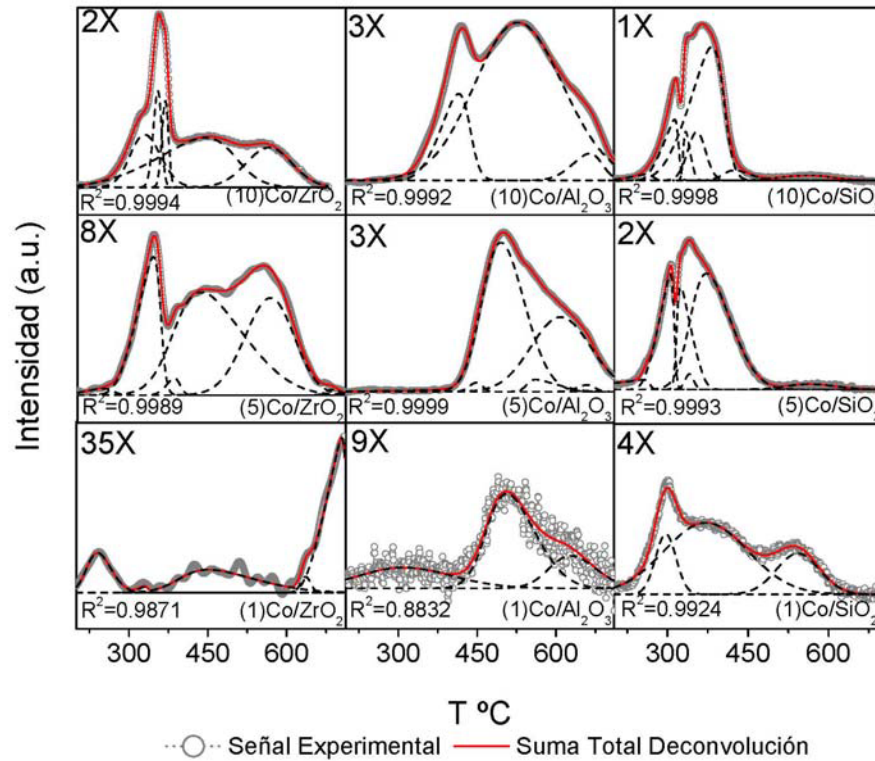 Intensidad (a.u.)
2X
R²=0.9994 (10)Co/ZrO₂
3X
R²=0.9992 (10)Co/Al₂O₃
1X
R²=0.9998 (10)Co/SiO
8X
R²=0.9989 (5)Co/ZrO₂
3X
R²=0.9999 (5)Co/Al₂O₃
2X
R²=0.9993 (5)Co/SiO₂
35X
R²=0.9871 (1)Co/ZrO₂
9X
R²=0.8832 (1)Co/Al₂O₃
4X
R²=0.9924 (1)Co/SiO₂
300 450 600 300 450 600 300 450 600
T ºC
Señal Experimental Suma Total Deconvolución